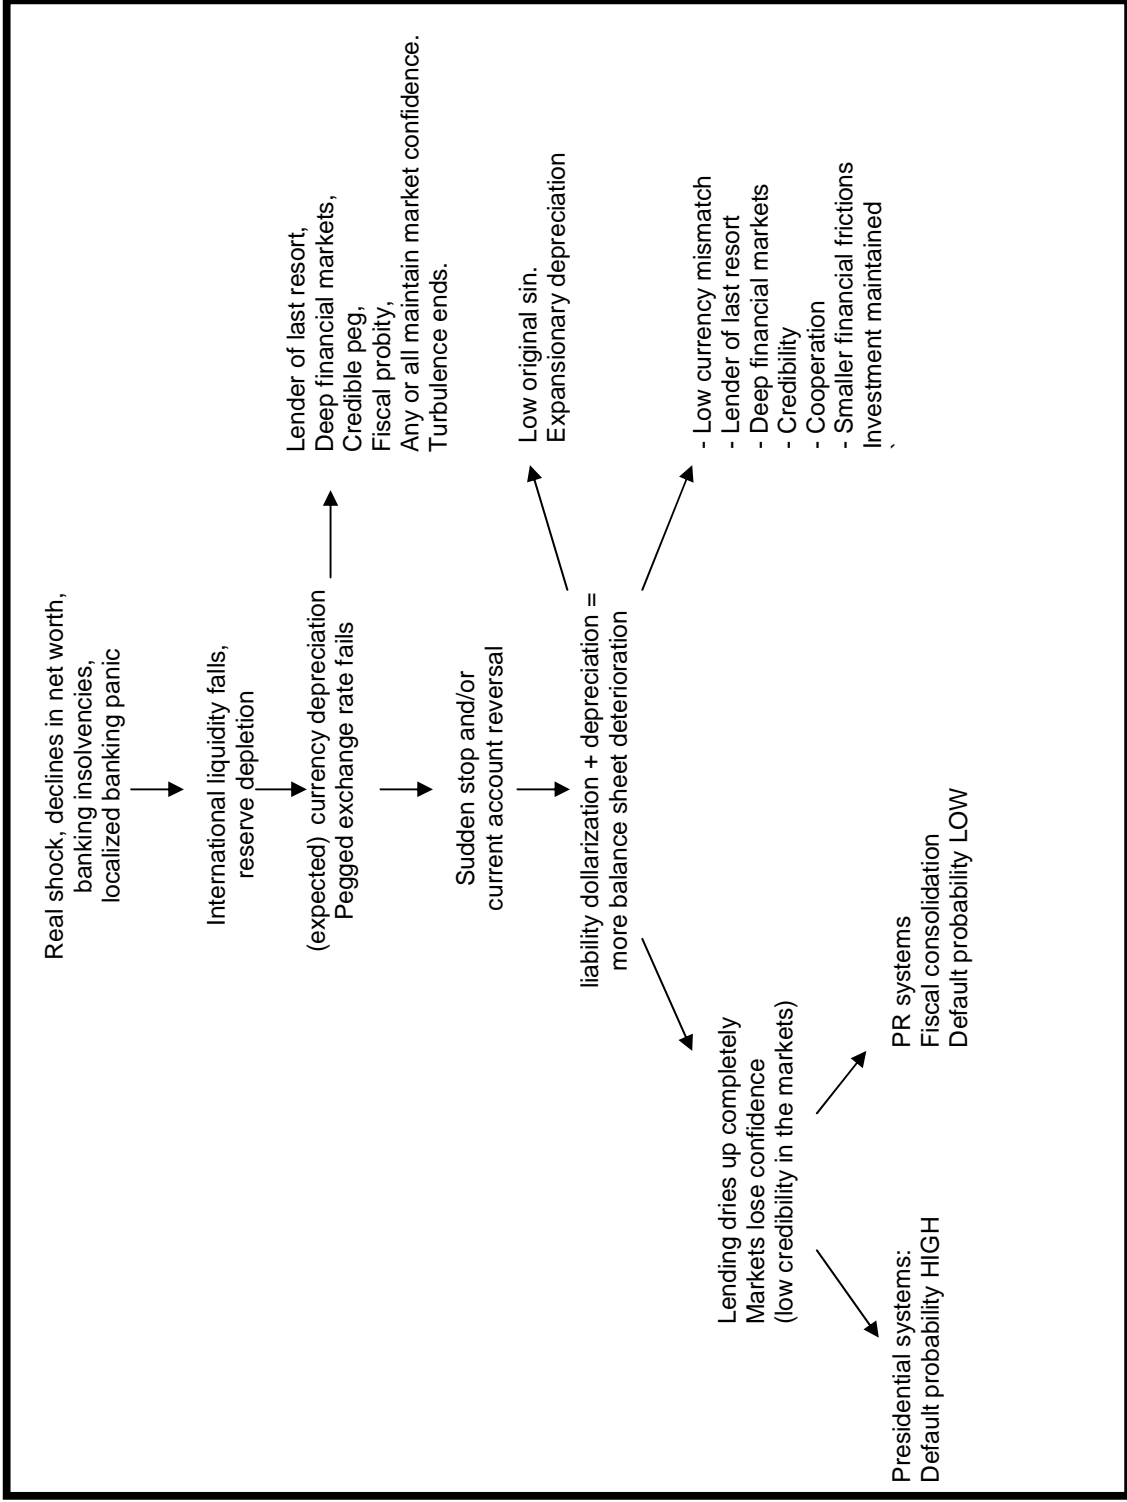 Real shock, declines in net worth,
banking insolvencies,
localized banking panic
International liquidity falls,
reserve depletion
(expected) currency depreciation
Pegged exchange rate fails
Lender of last resort,
Deep financial markets,
Credible peg,
Fiscal probity,
Any or all maintain market confidence.
Turbulence ends.
Sudden stop and/or
current account reversal
liability dollarization + depreciation =
more balance sheet deterioration
Low original sin.
Expansionary depreciation
- Low currency mismatch
- Lender of last resort
- Deep financial markets
- Credibility
- Cooperation
- Smaller financial frictions
Investment maintained
Lending dries up completely
Markets lose confidence
(low credibility in the markets)
Presidential systems:
Default probability HIGH
PR systems
Fiscal consolidation
Default probability LOW